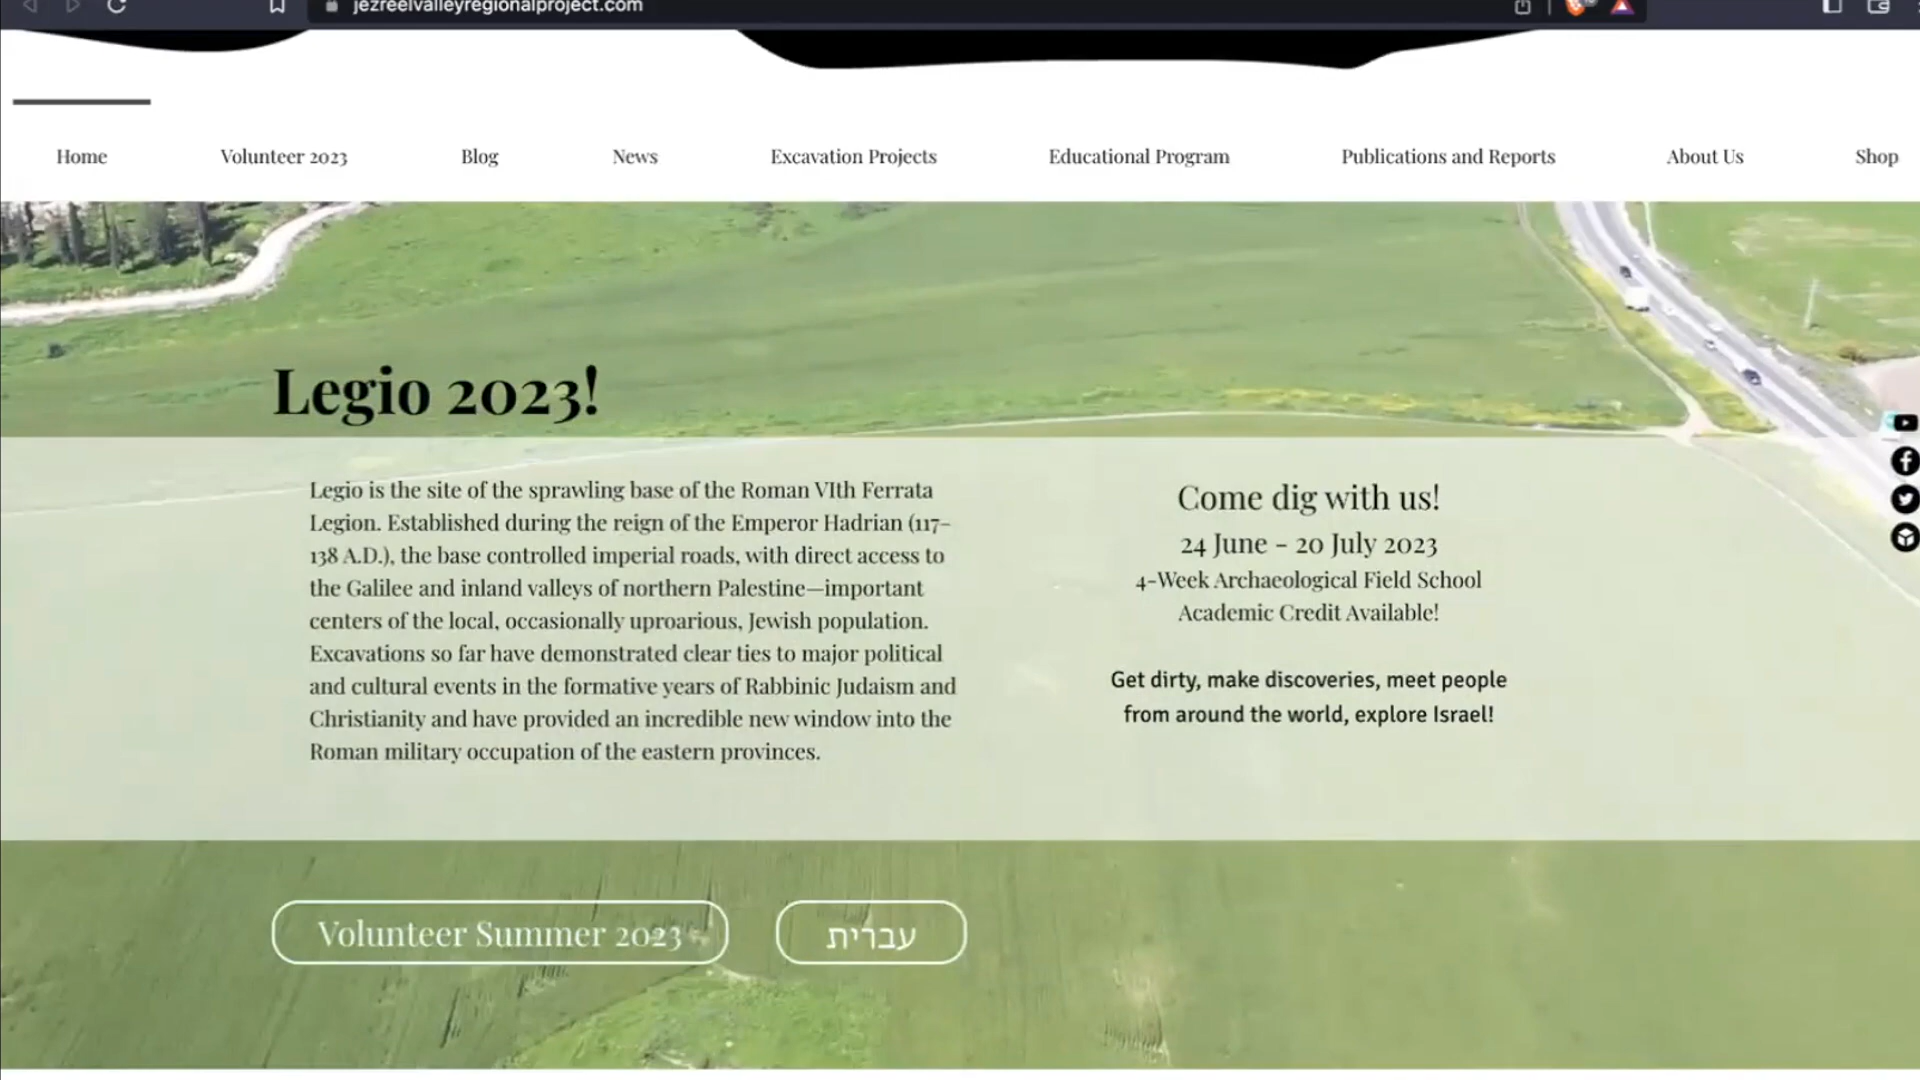 jezreelvalleyregionalproject.com
Home Volunteer 2023 Blog News Excavation Projects Educational Program Publications and Reports About Us Shop
Legio 2023!
Legio is the site of the sprawling base of the Roman VIth Ferrata
Legion. Established during the reign of the Emperor Hadrian (117–
138 A.D.), the base controlled imperial roads, with direct access to
the Galilee and inland valleys of northern Palestine—important
centers of the local, occasionally uproarious, Jewish population.
Excavations so far have demonstrated clear ties to major political
and cultural events in the formative years of Rabbinic Judaism and
Christianity and have provided an incredible new window into the
Roman military occupation of the eastern provinces.
Come dig with us!
24 June - 20 July 2023
4-Week Archaeological Field School
Academic Credit Available!
Get dirty, make discoveries, meet people
from around the world, explore Israel!
Volunteer Summer 2023
עברית